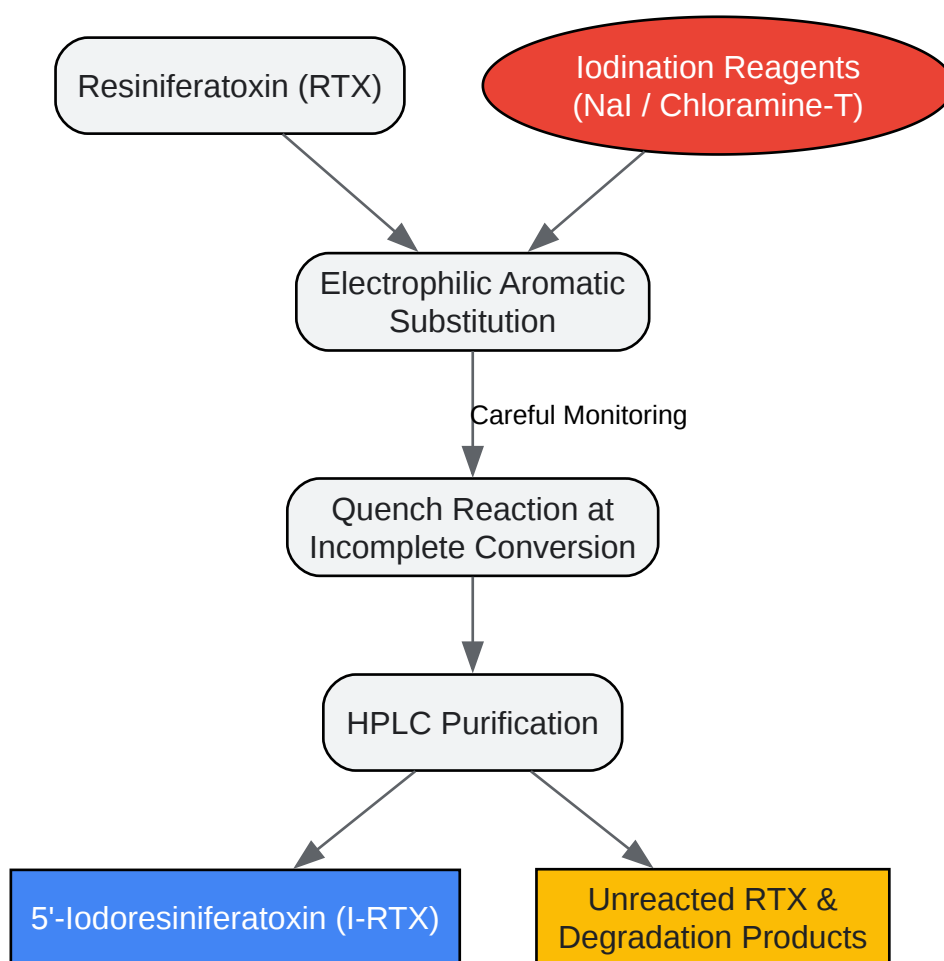 Resiniferatoxin (RTX)
Iodination Reagents
(NaI / Chloramine-T)
Electrophilic Aromatic
Substitution
Careful Monitoring
Quench Reaction at
Incomplete Conversion
HPLC Purification
5'-Iodoresiniferatoxin (I-RTX)
Unreacted RTX &
Degradation Products